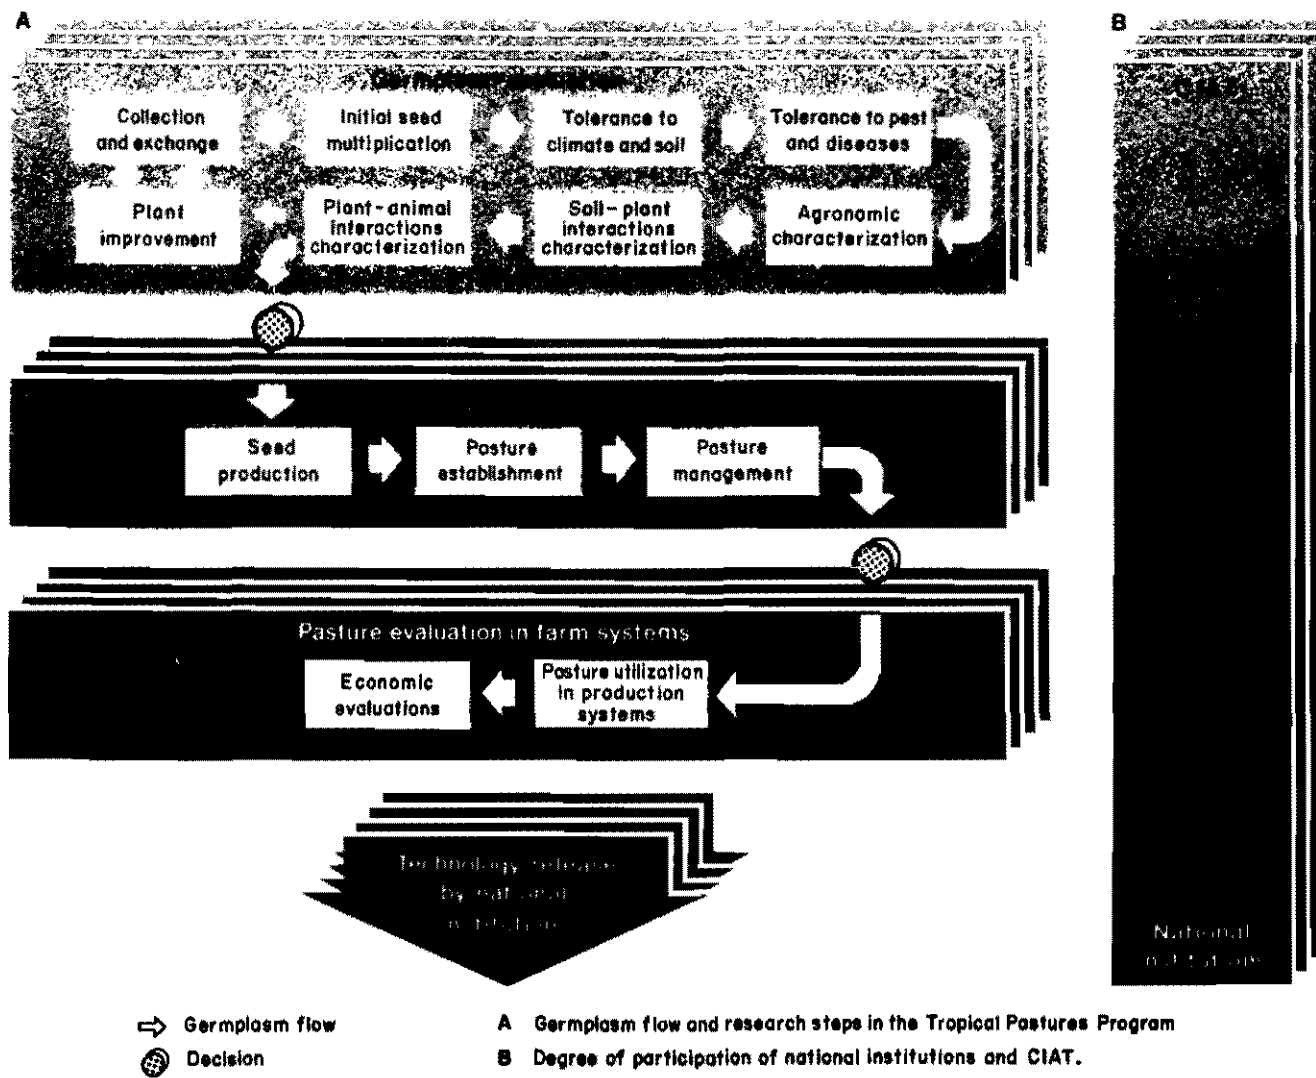 A
B
Collection
and exchange
Initial seed
multiplication
Tolerance to
climate and soil
Tolerance to pest
and diseases
Plant
improvement
Plant-animal
interactions
characterization
Soil-plant
interactions
characterization
Agronomic
characterization
Seed
production
Pasture
establishment
Pasture
management
Pasture evaluation in farm systems
Economic
evaluations
Pasture utilization
in production
systems
Technology release
by national
National
Germplasm flow
Decision
A Germplasm flow and research steps in the Tropical Pastures Program
B Degree of participation of national institutions and CIAT.